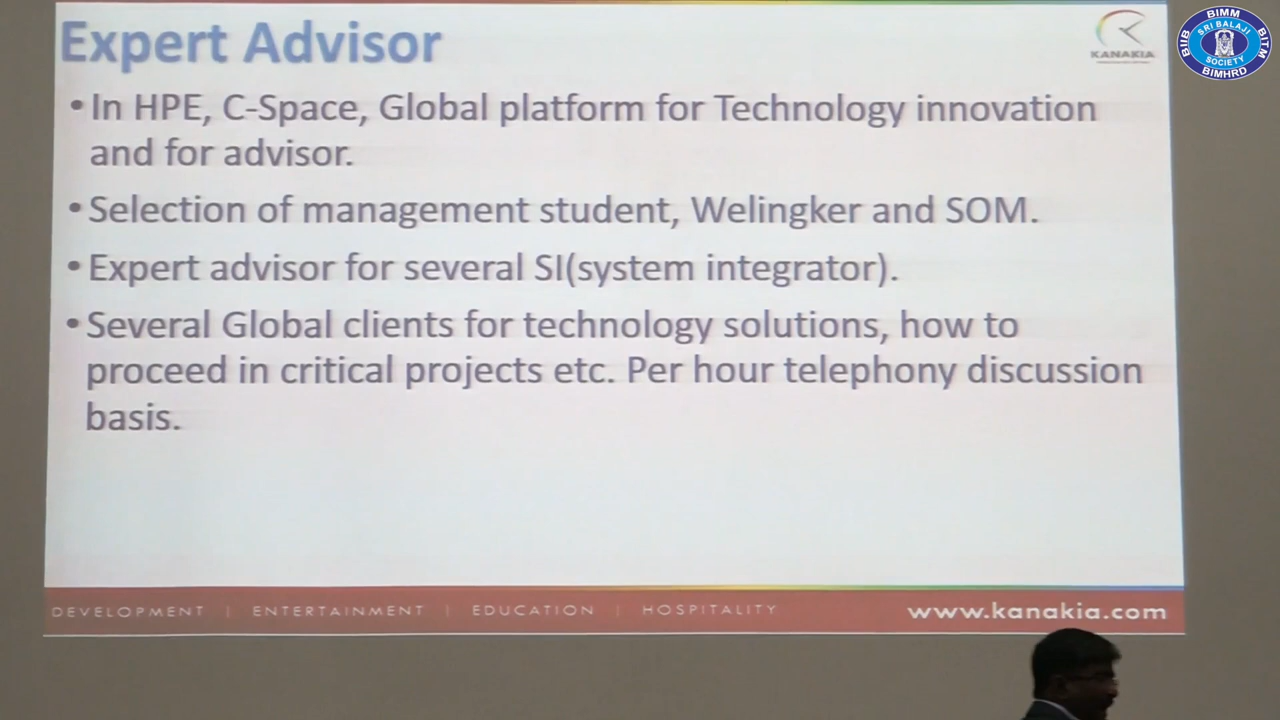 Expert Advisor
KANAKIA
BIMM
BIIB
SRI BALAJI
SOCIETY
BITM
BIMHRD
• In HPE, C-Space, Global platform for Technology innovation
and for advisor.
• Selection of management student, Welingker and SOM.
• Expert advisor for several SI(system integrator).
• Several Global clients for technology solutions, how to
proceed in critical projects etc. Per hour telephony discussion
basis.
DEVELOPMENT | ENTERTAINMENT | EDUCATION | HOSPITALITY
www.kanakia.com